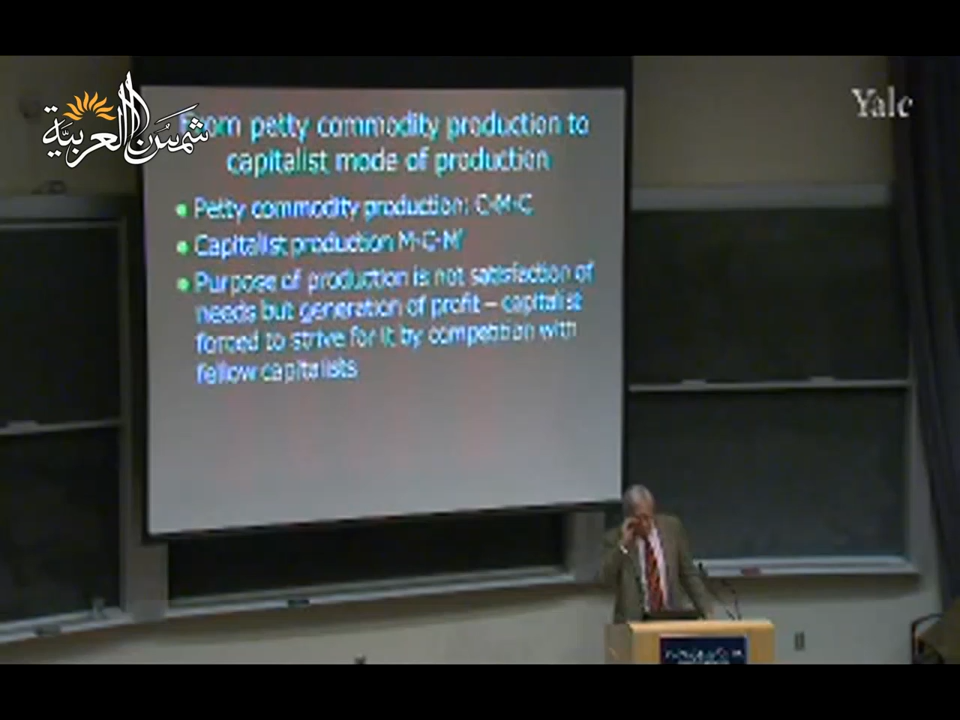 شمس العربية
Yale
om petty commodity production to
capitalist mode of production
Petty commodity production: C-M-C
Capitalist production M-C-M'
Purpose of production is not satisfaction of
needs but generation of profit – capitalist
forced to strive for it by competition with
fellow capitalists